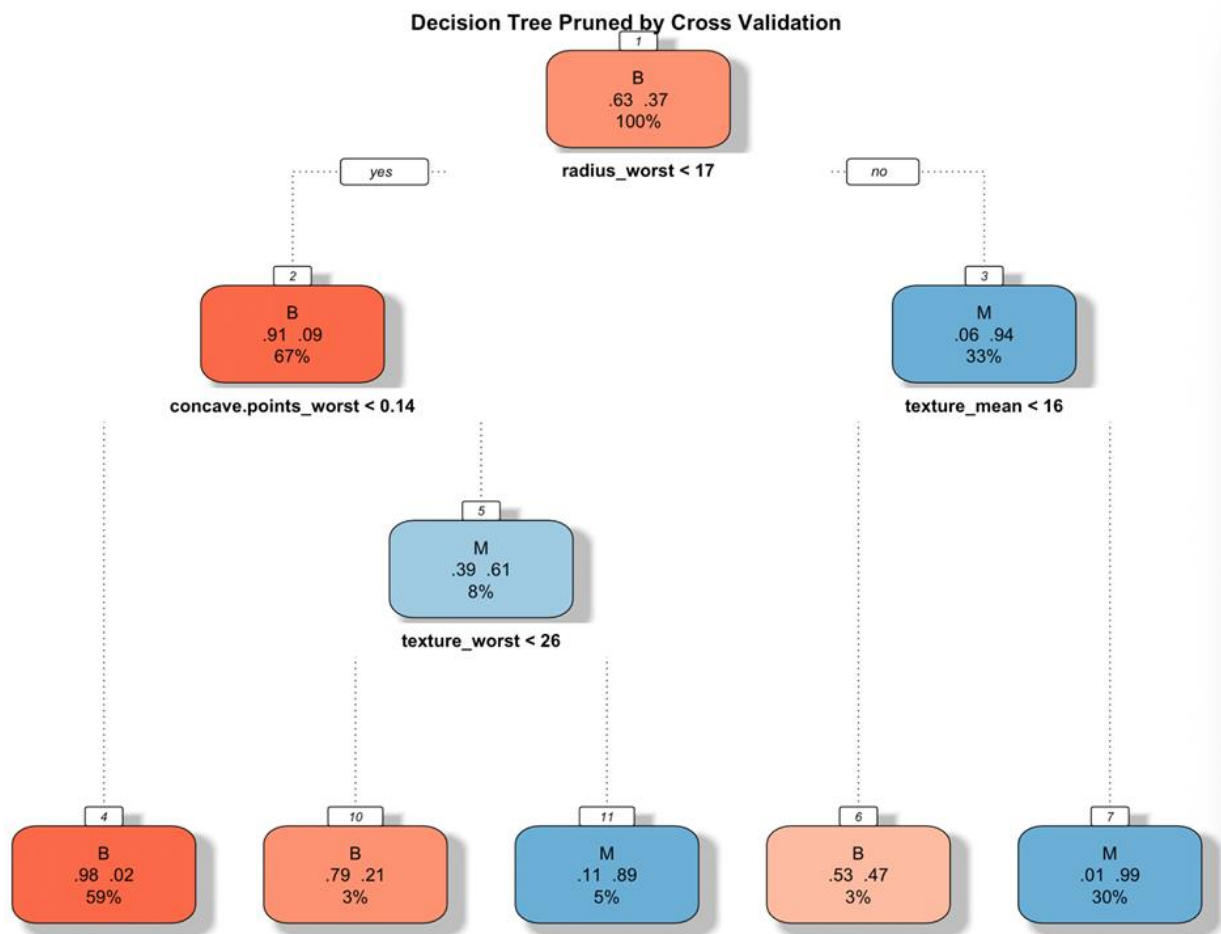 Decision Tree Pruned by Cross Validation
1
B
.63 .37
100%
yes
radius_worst < 17
no
2
B
.91 .09
67%
concave.points_worst < 0.14
3
M
.06 .94
33%
texture_mean < 16
5
M
.39 .61
8%
texture_worst < 26
4
B
.98 .02
59%
10
B
.79 .21
3%
11
M
.11 .89
5%
6
B
.53 .47
3%
7
M
.01 .99
30%